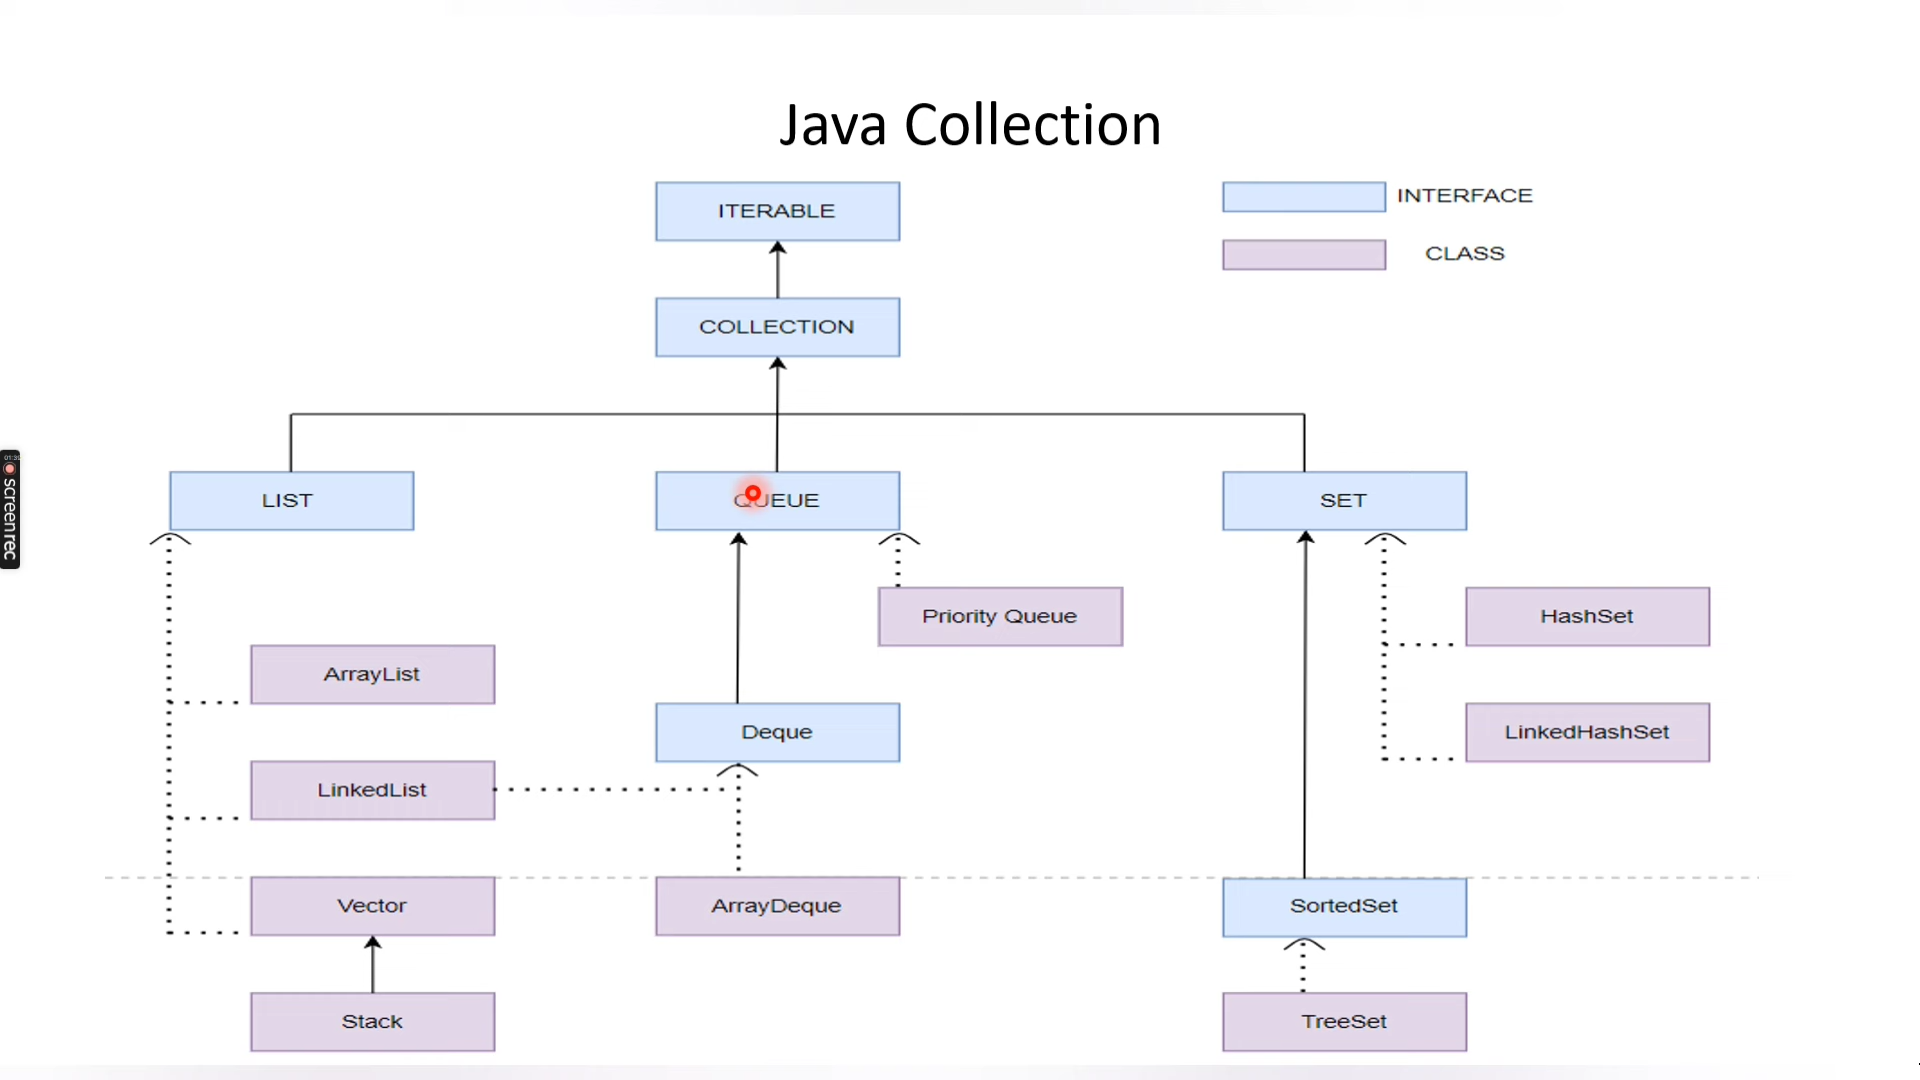 Java Collection
ITERABLE
INTERFACE
CLASS
COLLECTION
LIST
QUEUE
SET
Priority Queue
HashSet
ArrayList
Deque
LinkedHashSet
LinkedList
Vector
ArrayDeque
SortedSet
Stack
TreeSet
screenrec